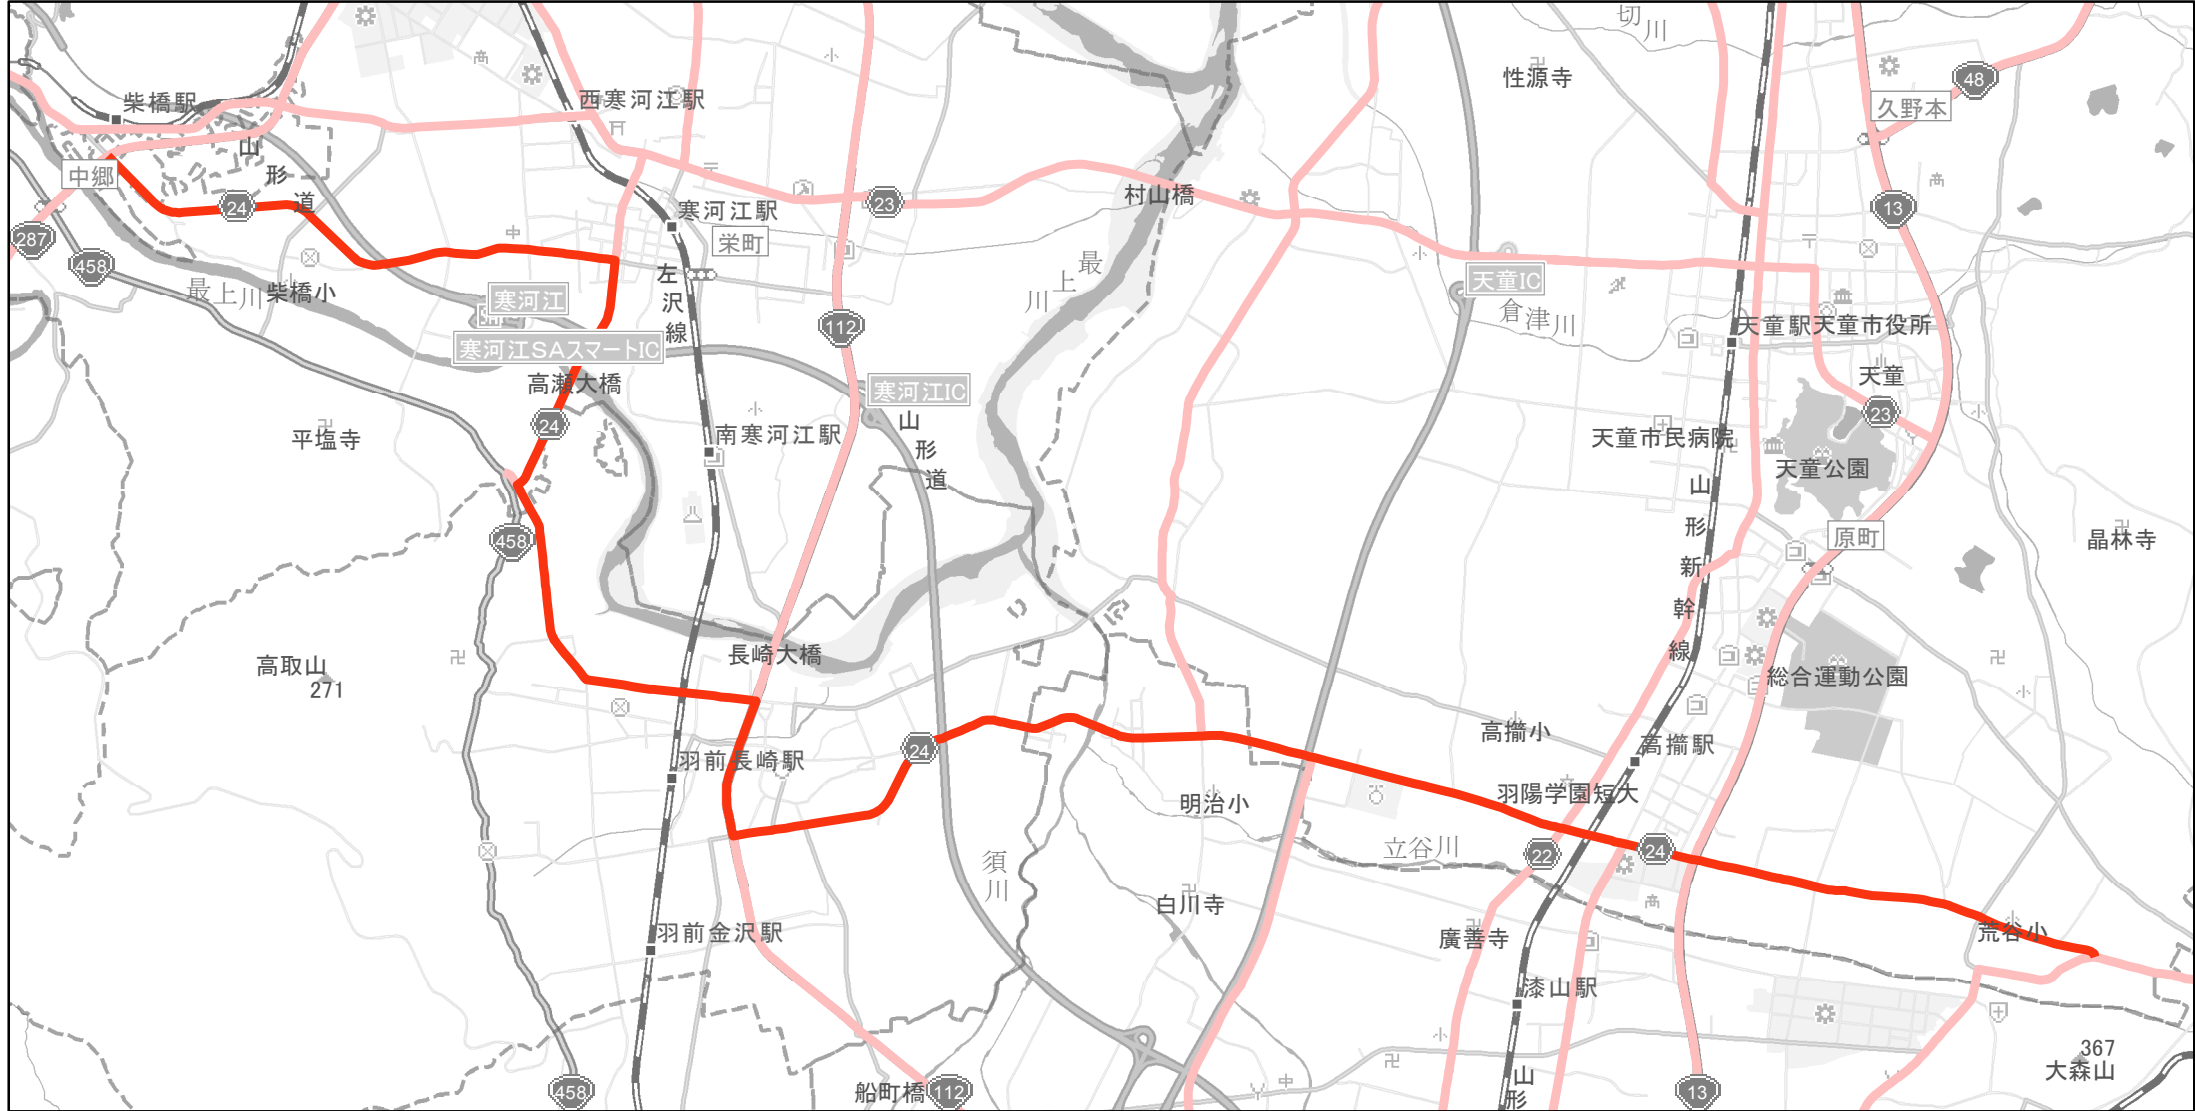 切川
性源寺
48
久野本
柴橋駅
西寒河江駅
山形道
中郷
24
23
村山橋
13
寒河江駅
栄町
287
458
最上川
柴橋小
左沢線
寒河江
SA
最上川
天童IC
倉津川
112
天童駅
天童市役所
寒河江SAスマートIC
高瀬大橋
寒河江IC
天童
23
24
平塩寺
南寒河江駅
山形道
天童市民病院
天童公園
山形新幹線
458
原町
晶林寺
高取山
271
長崎大橋
総合運動公園
24
羽前長崎駅
高擶小
高擶駅
明治小
羽陽学園短大
立谷川
22
24
須川
白川寺
廣善寺
荒谷小
羽前金沢駅
漆山駅
458
船町橋
112
山形
13
367
大森山